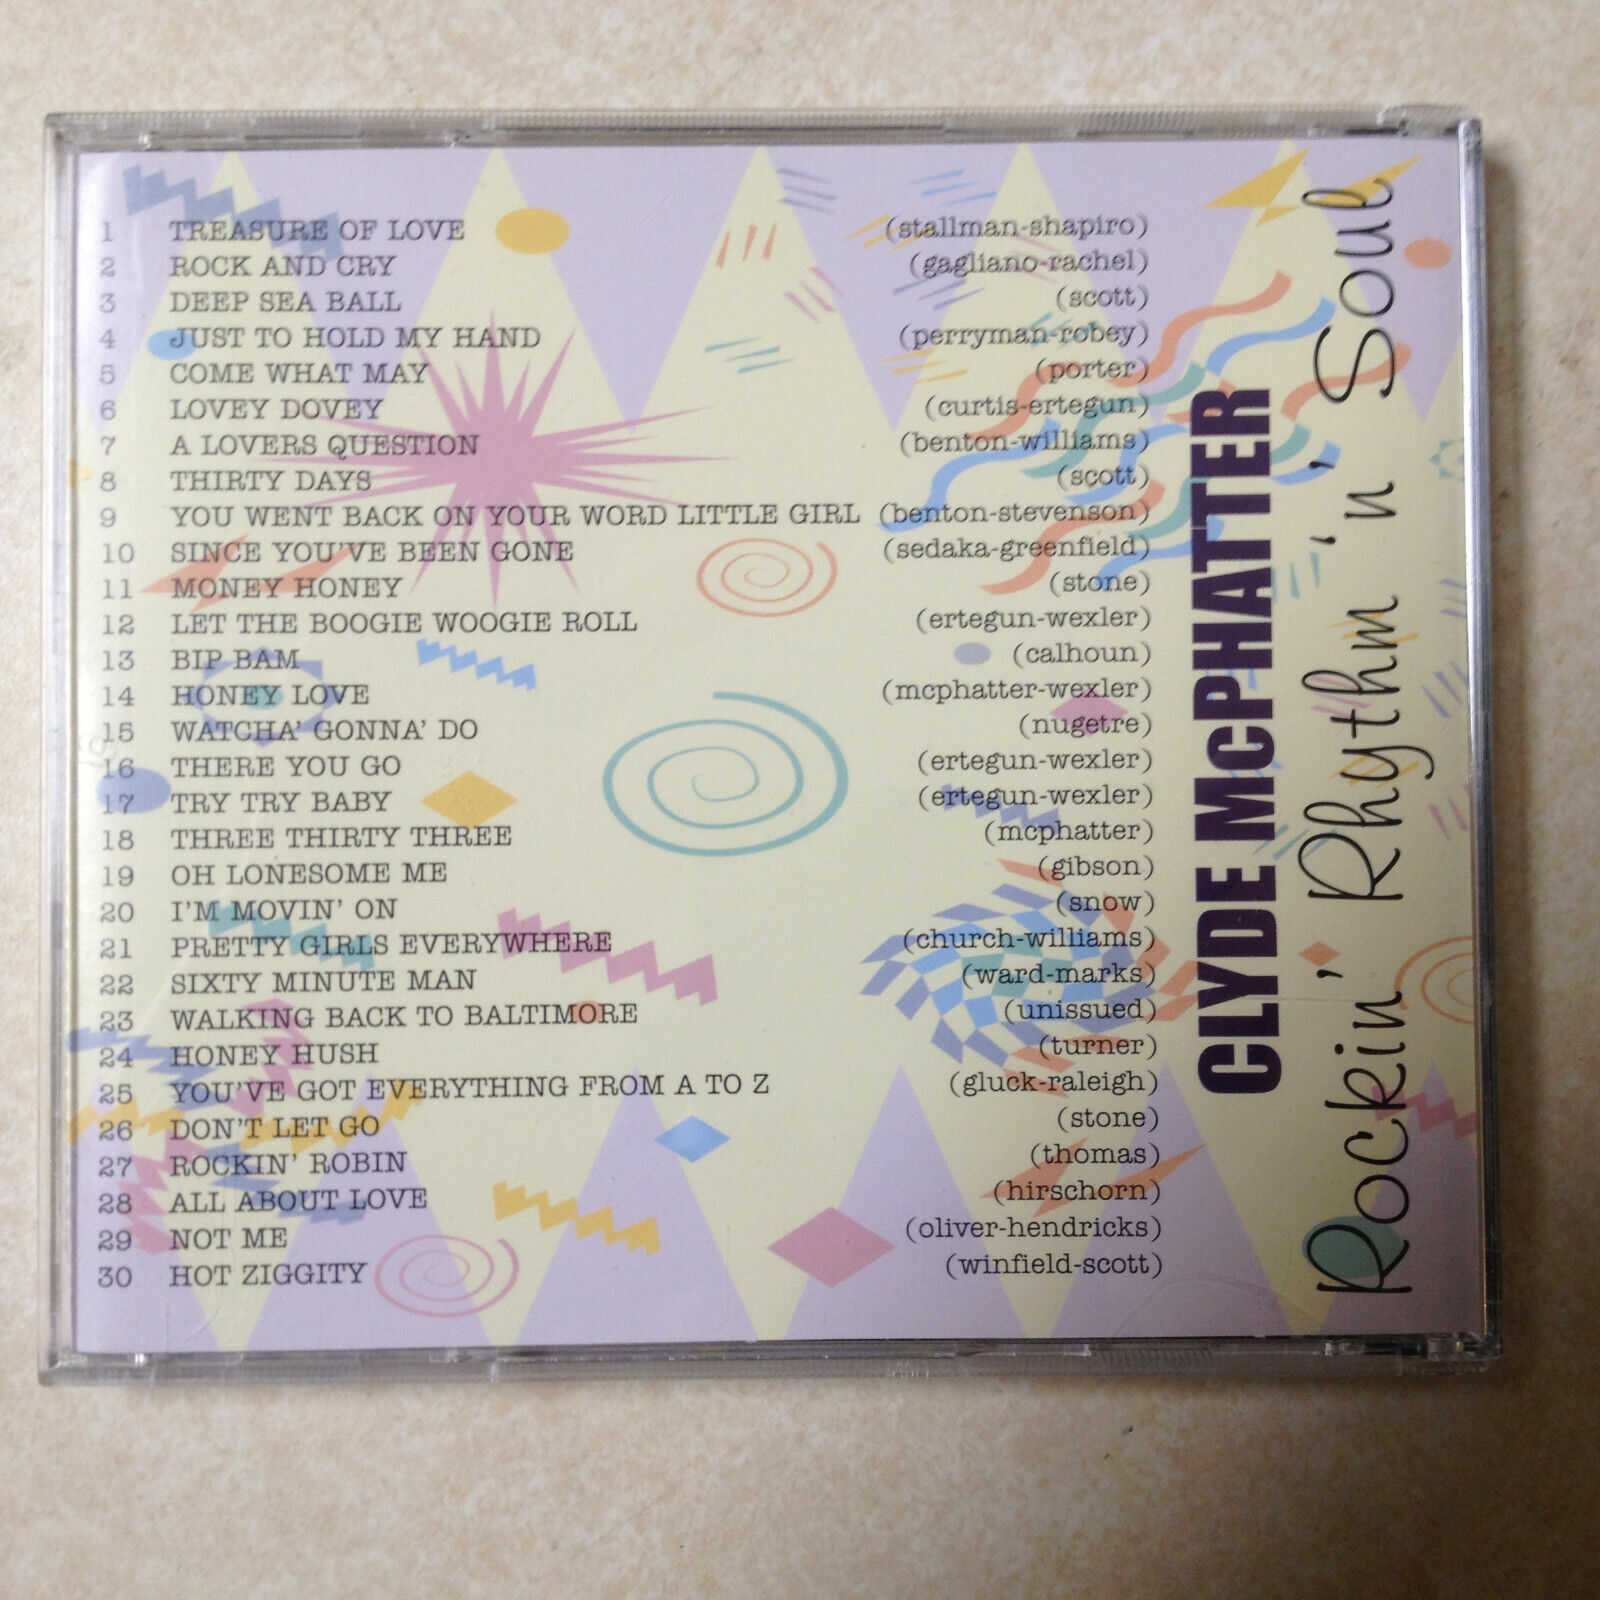 1 TREASURE OF LOVE (stallman-shapiro)
2 ROCK AND CRY (gagliano-rachel)
3 DEEP SEA BALL (scott)
4 JUST TO HOLD MY HAND (perryman-robey)
5 COME WHAT MAY (porter)
6 LOVEY DOVEY (curtis-ertegun)
7 A LOVERS QUESTION (benton-williams)
8 THIRTY DAYS (scott)
9 YOU WENT BACK ON YOUR WORD LITTLE GIRL (benton-stevenson)
10 SINCE YOU'VE BEEN GONE (sedaka-greenfield)
11 MONEY HONEY (stone)
12 LET THE BOOGIE WOOGIE ROLL (ertegun-wexler)
13 BIP BAM (calhoun)
14 HONEY LOVE (mcphatter-wexler)
15 WATCHA' GONNA' DO (nugetre)
16 THERE YOU GO (ertegun-wexler)
17 TRY TRY BABY (ertegun-wexler)
18 THREE THIRTY THREE (mcphatter)
19 OH LONESOME ME (gibson)
20 I'M MOVIN' ON (snow)
21 PRETTY GIRLS EVERYWHERE (church-williams)
22 SIXTY MINUTE MAN (ward-marks)
23 WALKING BACK TO BALTIMORE (unissued)
24 HONEY HUSH (turner)
25 YOU'VE GOT EVERYTHING FROM A TO Z (gluck-raleigh)
26 DON'T LET GO (stone)
27 ROCKIN' ROBIN (thomas)
28 ALL ABOUT LOVE (hirschorn)
29 NOT ME (oliver-hendricks)
30 HOT ZIGGITY (winfield-scott)
CLYDE McPHATTER
Rockin' Rhythm 'n' Soul